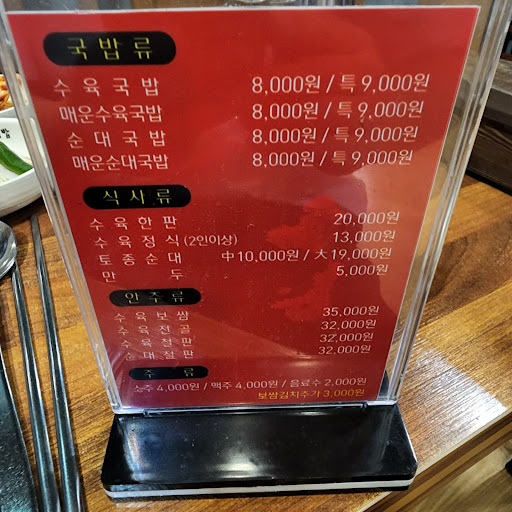 국밥류
수육국밥 8,000원 / 특 9,000원
매운수육국밥 8,000원 / 특 9,000원
순대국밥 8,000원 / 특 9,000원
매운순대국밥 8,000원 / 특 9,000원
식사류
수육한판 20,000원
수육정식 (2인이상) 13,000원
토종순대 中 10,000원 / 大 19,000원
만두 5,000원
안주류
수육보쌈 35,000원
수육전골 32,000원
수육철판 32,000원
순대철판 32,000원
주류
소주 4,000원 / 맥주 4,000원 / 음료수 2,000원
보쌈김치추가 3,000원